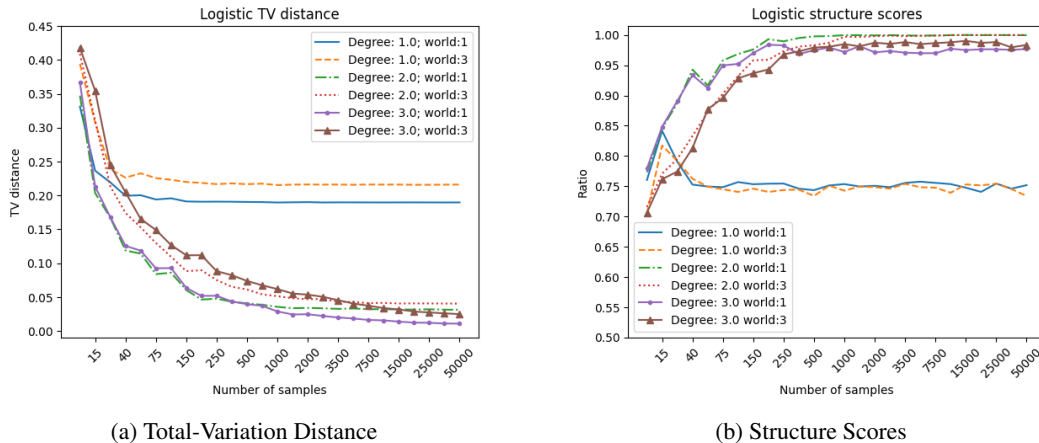 Logistic TV distance
0.45
0.40
0.35
0.30
0.25
0.20
0.15
0.10
0.05
0.00
TV distance
Degree: 1.0; world:1
Degree: 1.0; world:3
Degree: 2.0; world:1
Degree: 2.0; world:3
Degree: 3.0; world:1
Degree: 3.0; world:3
15 40 75 150 250 500 1000 2000 3500 7500 15000 25000 50000
Number of samples
(a) Total-Variation Distance
Logistic structure scores
1.00
0.95
0.90
0.85
0.80
0.75
0.70
0.65
0.60
0.55
0.50
Ratio
Degree: 1.0 world:1
Degree: 1.0 world:3
Degree: 2.0 world:1
Degree: 2.0 world:3
Degree: 3.0 world:1
Degree: 3.0 world:3
15 40 75 150 250 500 1000 2000 3500 7500 15000 25000 50000
Number of samples
(b) Structure Scores